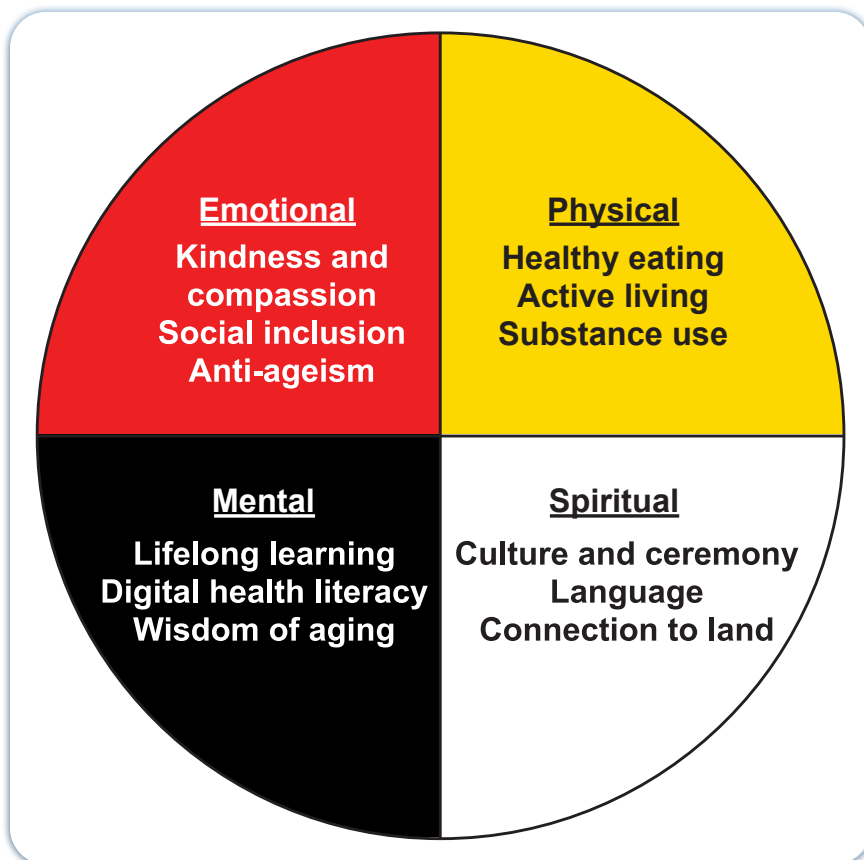 Emotional
Kindness and
compassion
Social inclusion
Anti-ageism
Physical
Healthy eating
Active living
Substance use
Mental
Lifelong learning
Digital health literacy
Wisdom of aging
Spiritual
Culture and ceremony
Language
Connection to land